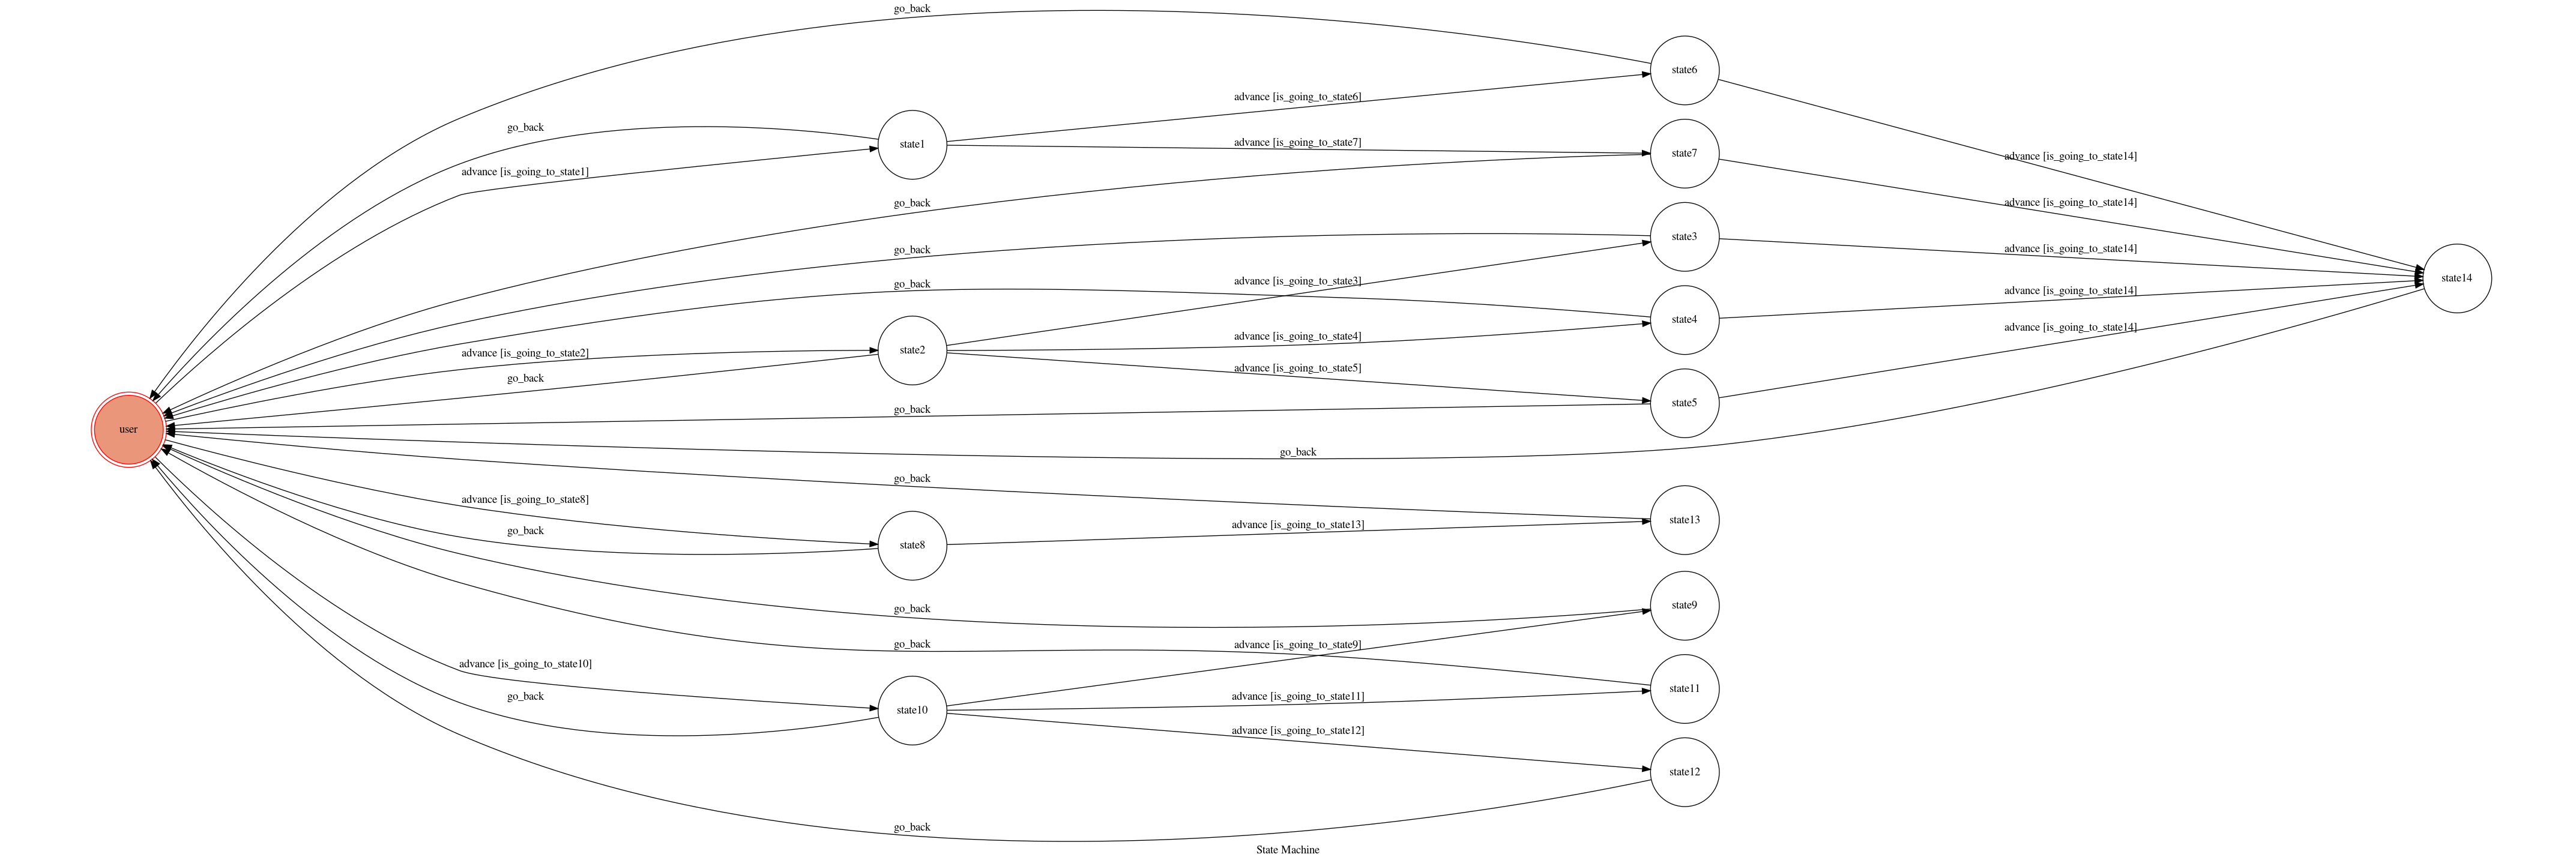 go_back
state6
advance [is_going_to_state6]
go_back
state1
advance [is_going_to_state7]
state7
advance [is_going_to_state14]
advance [is_going_to_state1]
go_back
advance [is_going_to_state14]
state3
go_back
advance [is_going_to_state14]
advance [is_going_to_state3]
state14
go_back
advance [is_going_to_state14]
state4
advance [is_going_to_state14]
advance [is_going_to_state4]
state2
advance [is_going_to_state2]
advance [is_going_to_state5]
go_back
state5
go_back
user
go_back
go_back
advance [is_going_to_state8]
state13
advance [is_going_to_state13]
go_back
state8
state9
go_back
go_back
advance [is_going_to_state9]
advance [is_going_to_state10]
state11
go_back
advance [is_going_to_state11]
state10
advance [is_going_to_state12]
state12
go_back
State Machine